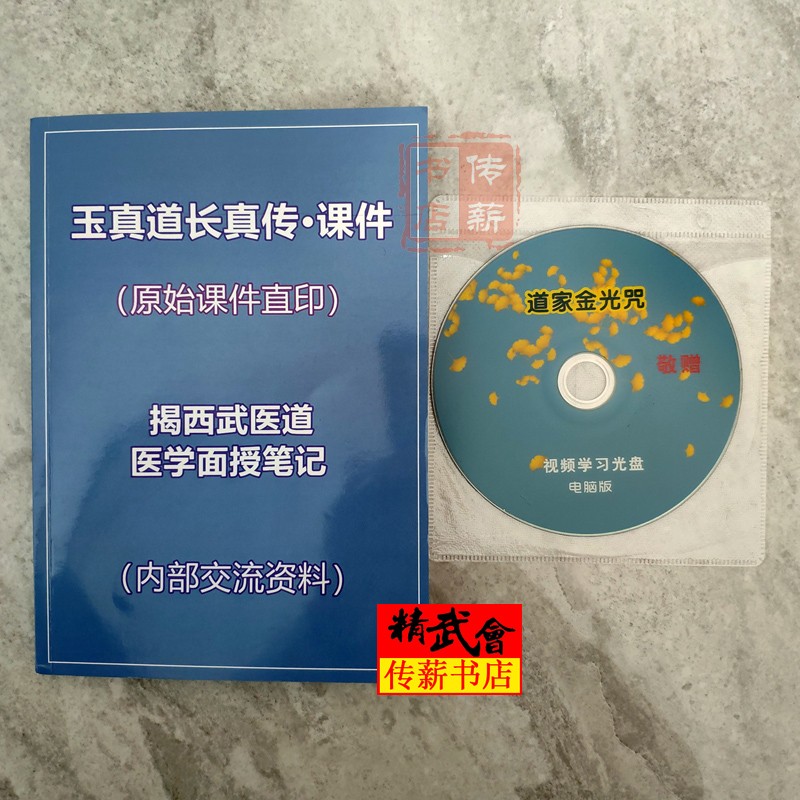 玉真道长真传·课件
（原始课件直印）
揭西武医道
医学面授笔记
（内部交流资料）
传薪
书店
道家金光咒
敬赠
视频学习光盘
电脑版
精武會
传薪书店